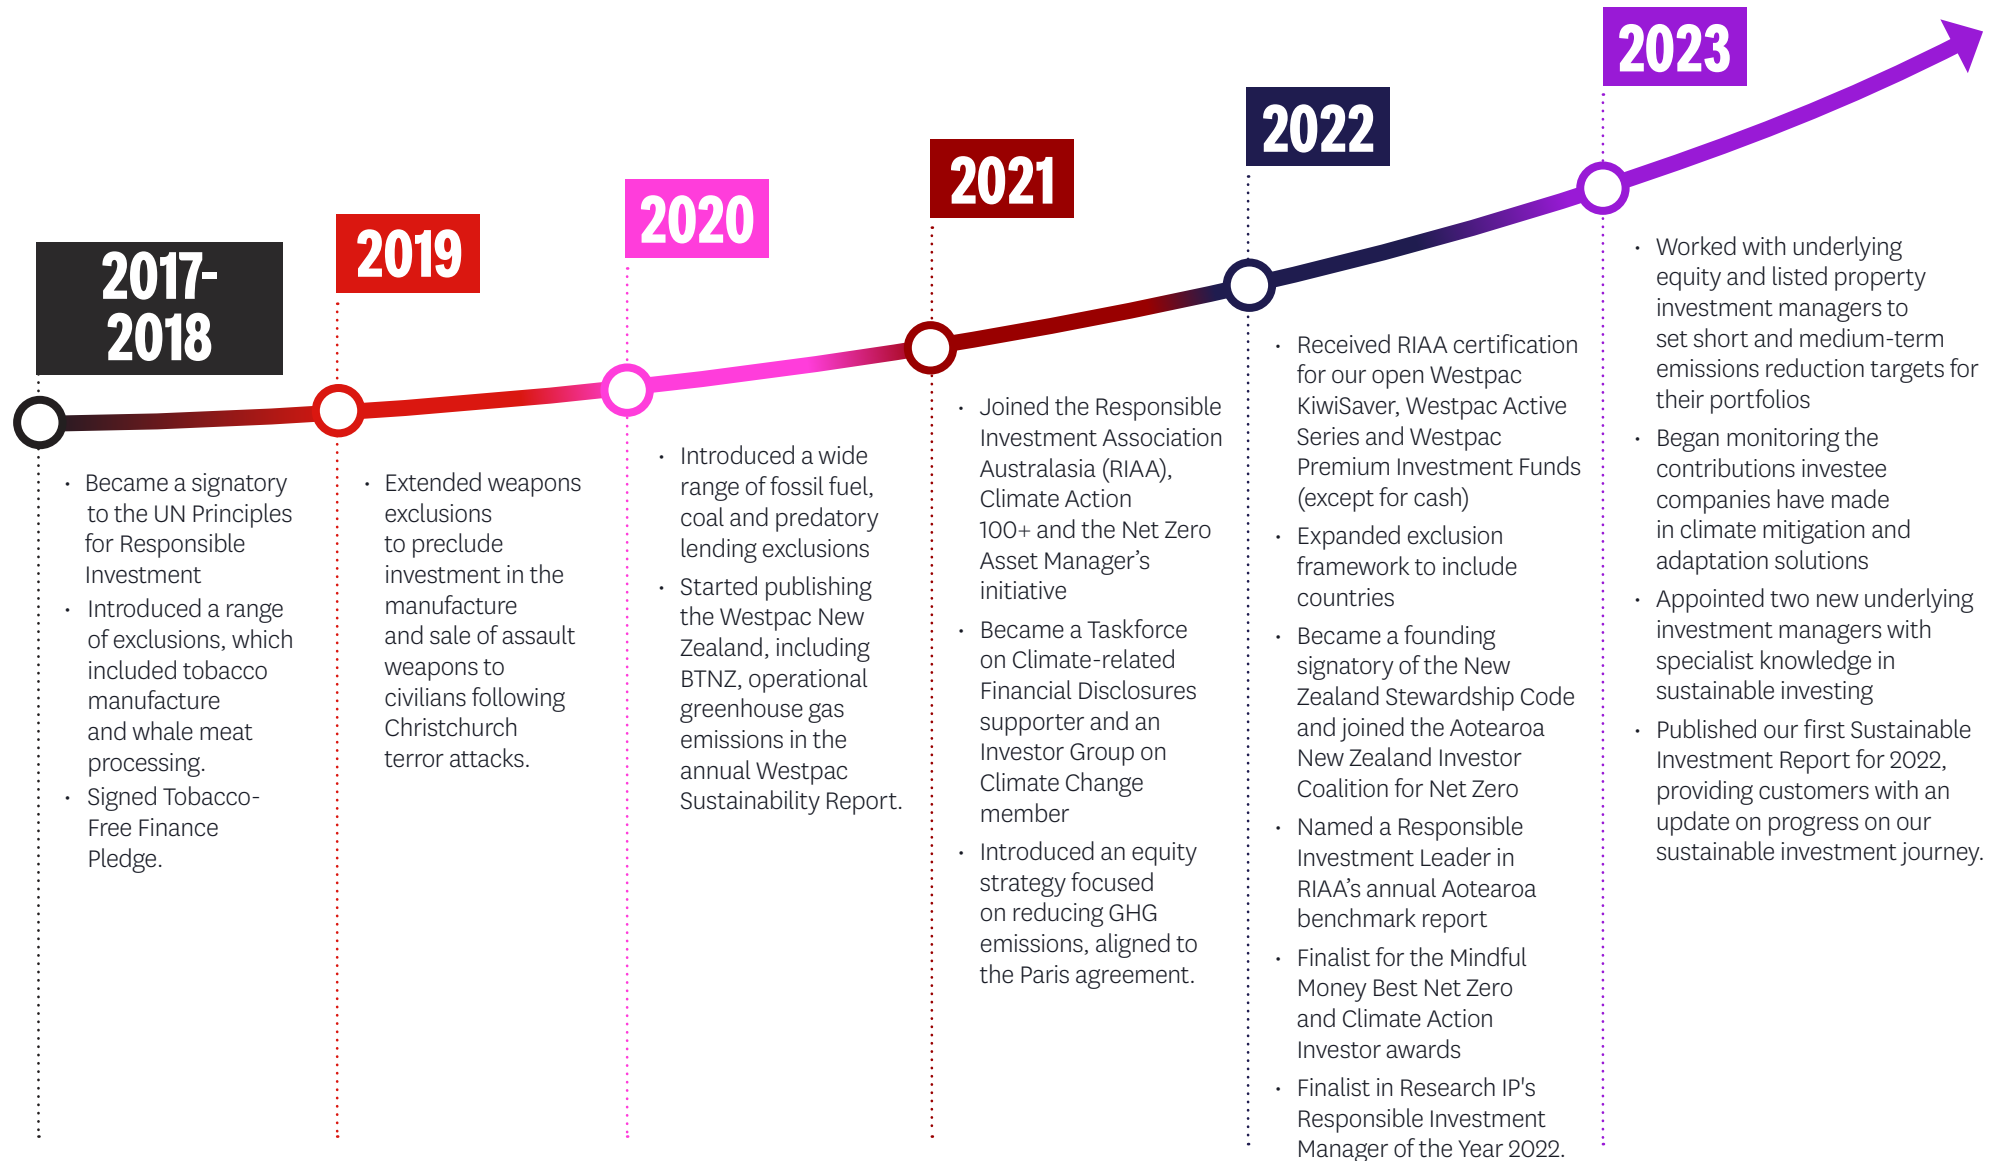 2017-
2018
• Became a signatory
to the UN Principles
for Responsible
Investment
• Introduced a range
of exclusions, which
included tobacco
manufacture
and whale meat
processing.
• Signed Tobacco-
Free Finance
Pledge.
2019
• Extended weapons
exclusions
to preclude
investment in the
manufacture
and sale of assault
weapons to
civilians following
Christchurch
terror attacks.
2020
• Introduced a wide
range of fossil fuel,
coal and predatory
lending exclusions
• Started publishing
the Westpac New
Zealand, including
BTNZ, operational
greenhouse gas
emissions in the
annual Westpac
Sustainability Report.
2021
• Joined the Responsible
Investment Association
Australasia (RIAA),
Climate Action
100+ and the Net Zero
Asset Manager’s
initiative
• Became a Taskforce
on Climate-related
Financial Disclosures
supporter and an
Investor Group on
Climate Change
member
• Introduced an equity
strategy focused
on reducing GHG
emissions, aligned to
the Paris agreement.
2022
• Received RIAA certification
for our open Westpac
KiwiSaver, Westpac Active
Series and Westpac
Premium Investment Funds
(except for cash)
• Expanded exclusion
framework to include
countries
• Became a founding
signatory of the New
Zealand Stewardship Code
and joined the Aotearoa
New Zealand Investor
Coalition for Net Zero
• Named a Responsible
Investment Leader in
RIAA’s annual Aotearoa
benchmark report
• Finalist for the Mindful
Money Best Net Zero
and Climate Action
Investor awards
• Finalist in Research IP's
Responsible Investment
Manager of the Year 2022.
2023
• Worked with underlying
equity and listed property
investment managers to
set short and medium-term
emissions reduction targets for
their portfolios
• Began monitoring the
contributions investee
companies have made
in climate mitigation and
adaptation solutions
• Appointed two new underlying
investment managers with
specialist knowledge in
sustainable investing
• Published our first Sustainable
Investment Report for 2022,
providing customers with an
update on progress on our
sustainable investment journey.